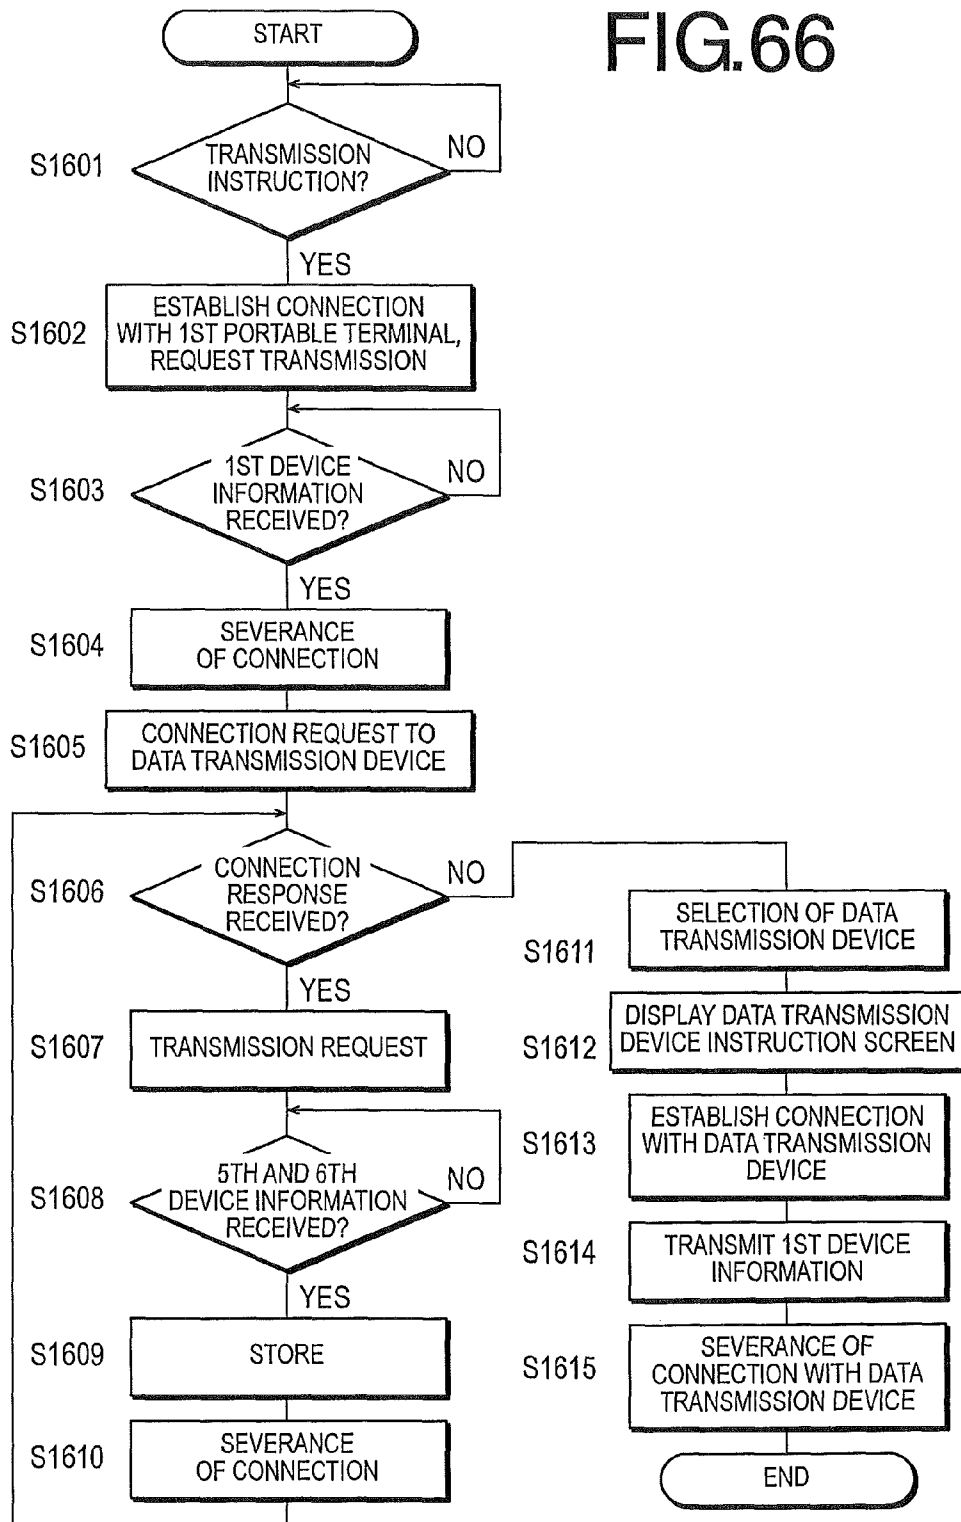 FIG.66
START
S1601
TRANSMISSION
INSTRUCTION?
NO
YES
S1602
ESTABLISH CONNECTION
WITH 1ST PORTABLE TERMINAL,
REQUEST TRANSMISSION
S1603
1ST DEVICE
INFORMATION
RECEIVED?
NO
YES
S1604
SEVERANCE
OF CONNECTION
S1605
CONNECTION REQUEST TO
DATA TRANSMISSION DEVICE
S1606
CONNECTION
RESPONSE
RECEIVED?
NO
YES
S1607
TRANSMISSION REQUEST
S1608
5TH AND 6TH
DEVICE INFORMATION
RECEIVED?
NO
YES
S1609
STORE
S1610
SEVERANCE
OF CONNECTION
S1611
SELECTION OF DATA
TRANSMISSION DEVICE
S1612
DISPLAY DATA TRANSMISSION
DEVICE INSTRUCTION SCREEN
S1613
ESTABLISH CONNECTION
WITH DATA TRANSMISSION
DEVICE
S1614
TRANSMIT 1ST DEVICE
INFORMATION
S1615
SEVERANCE OF
CONNECTION WITH DATA
TRANSMISSION DEVICE
END